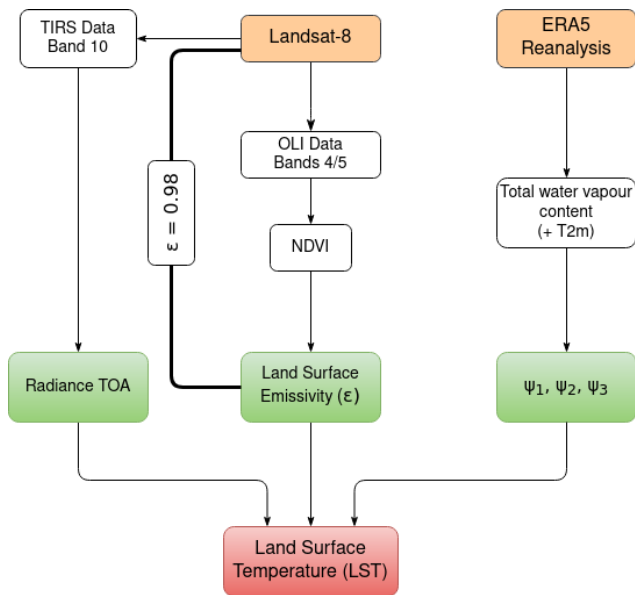 TIRS Data
Band 10
Landsat-8
ERA5
Reanalysis
OLI Data
Bands 4/5
ε = 0.98
Total water vapour
content
(+ T2m)
NDVI
Radiance TOA
Land Surface
Emissivity (ε)
ψ1, ψ2, ψ3
Land Surface
Temperature (LST)